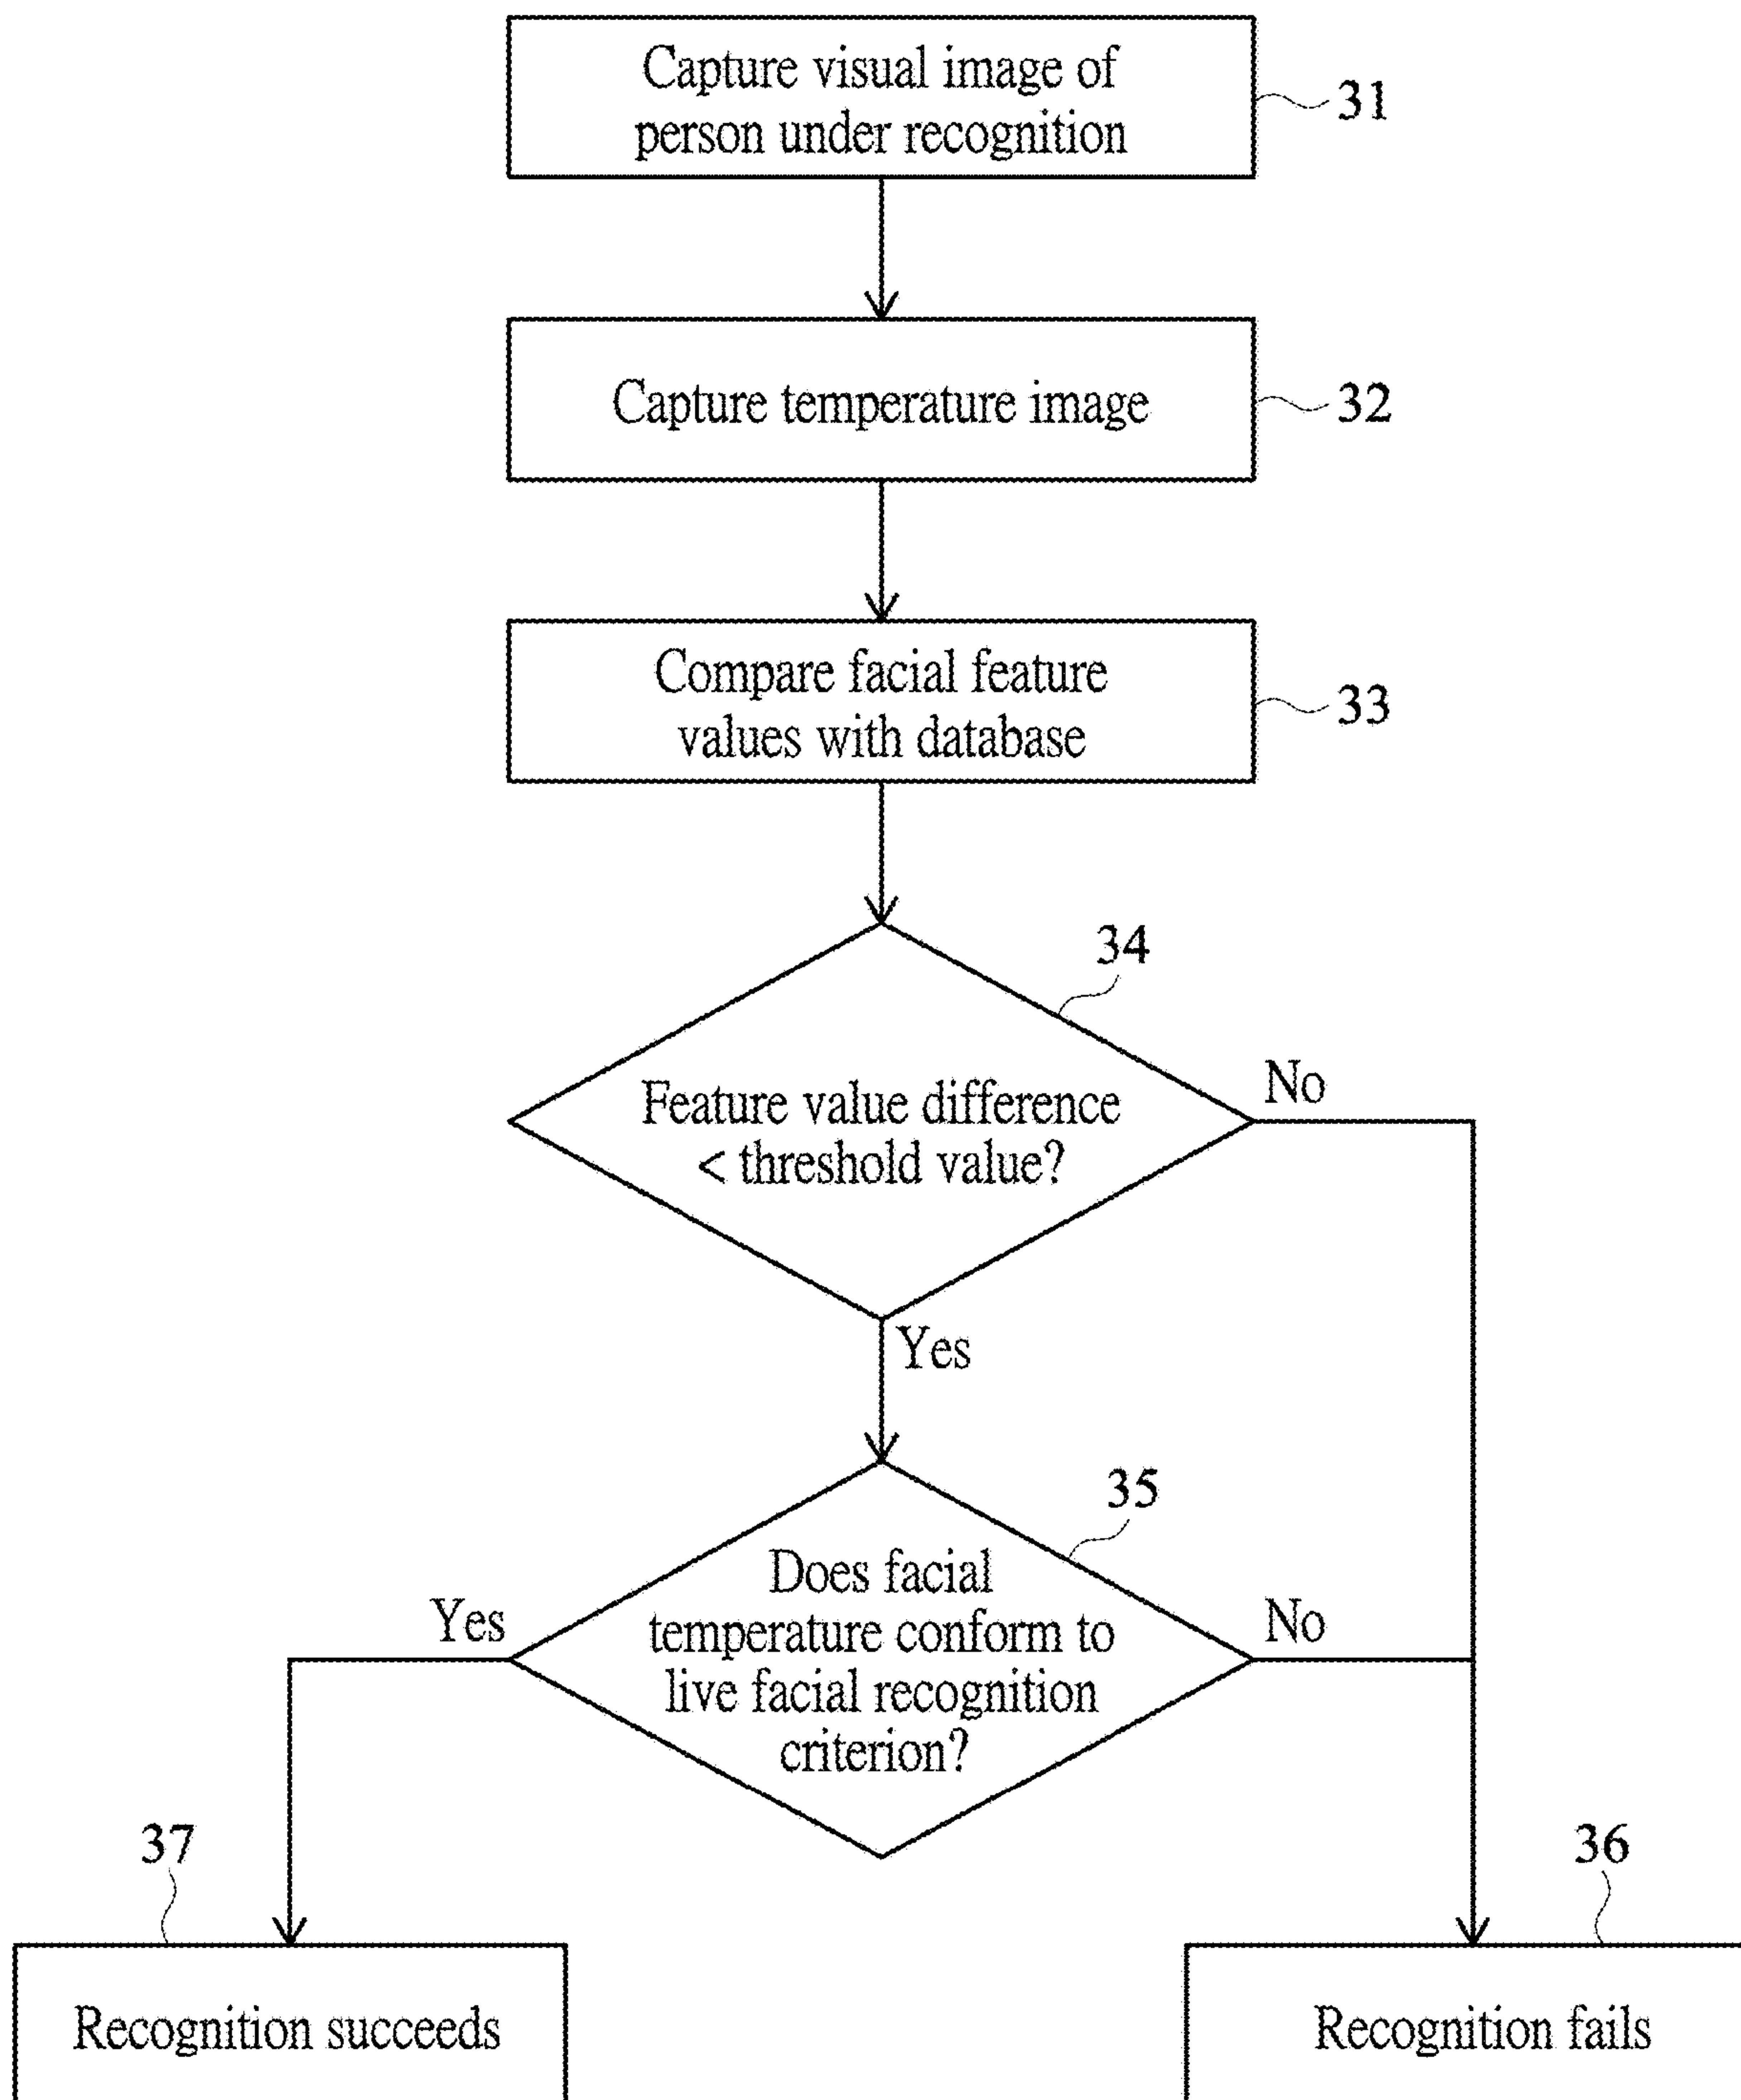 Capture visual image of
person under recognition
31
Capture temperature image
32
Compare facial feature
values with database
33
34
Feature value difference
< threshold value?
No
Yes
35
Does facial
temperature conform to
live facial recognition
criterion?
Yes
No
37
36
Recognition succeeds
Recognition fails